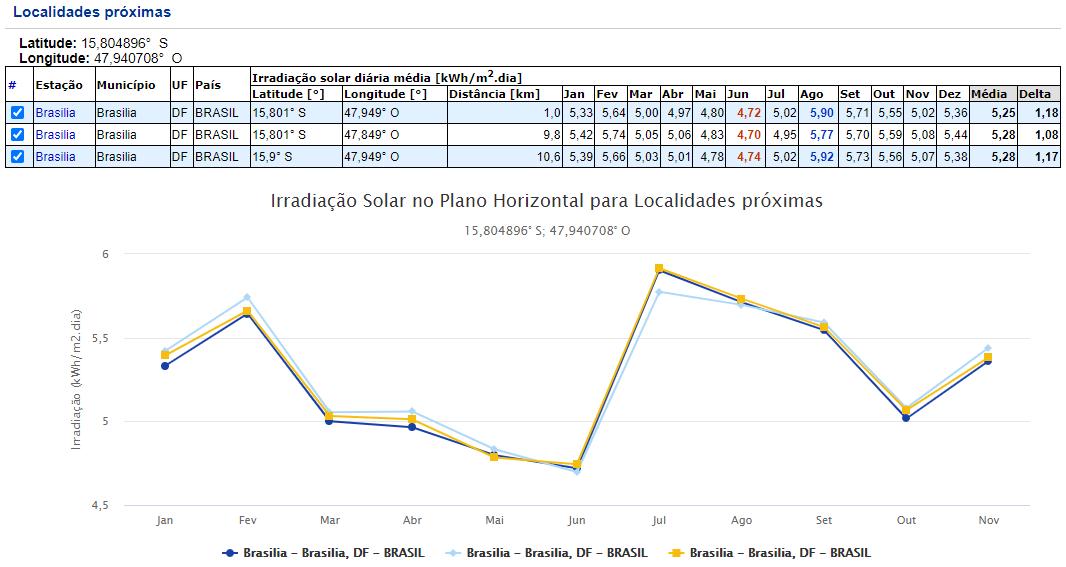 Localidades próximas
Latitude: 15,804896° S
Longitude: 47,940708° O
# Estação Município UF País Irradiação solar diária média [kWh/m2.dia]
Latitude [°] Longitude [°] Distância [km] Jan Fev Mar Abr Mai Jun Jul Ago Set Out Nov Dez Média Delta
Brasilia Brasilia DF BRASIL 15,801° S 47,949° O 1,0 5,33 5,64 5,00 4,97 4,80 4,72 5,02 5,90 5,71 5,55 5,02 5,36 5,25 1,18
Brasilia Brasilia DF BRASIL 15,801° S 47,849° O 9,8 5,42 5,74 5,05 5,06 4,83 4,70 4,95 5,77 5,70 5,59 5,08 5,44 5,28 1,08
Brasilia Brasilia DF BRASIL 15,9° S 47,949° O 10,6 5,39 5,66 5,03 5,01 4,78 4,74 5,02 5,92 5,73 5,56 5,07 5,38 5,28 1,17
Irradiação Solar no Plano Horizontal para Localidades próximas
15,804896° S; 47,940708° O
Irradiação (kWh/m2.dia)
6
5,5
5
4,5
Jan Fev Mar Abr Mai Jun Jul Ago Set Out Nov
Brasilia – Brasilia, DF – BRASIL Brasilia – Brasilia, DF – BRASIL Brasilia – Brasilia, DF – BRASIL